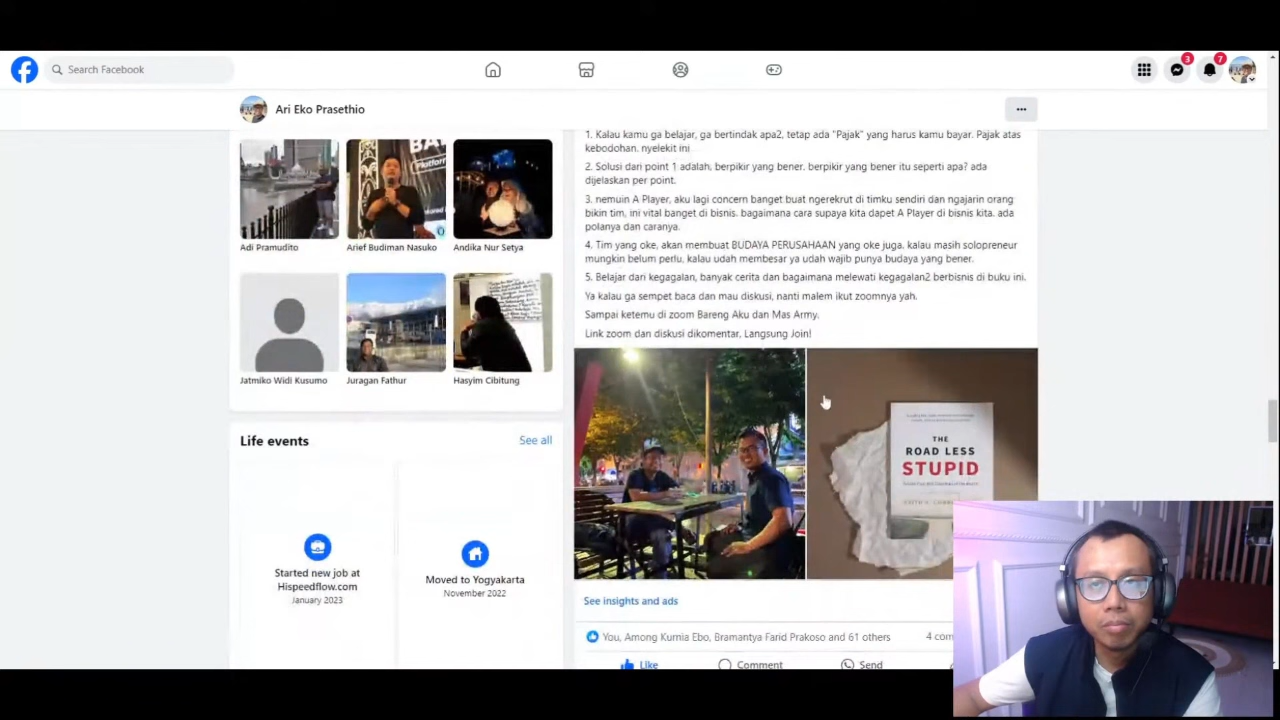 Search Facebook
3
7
Ari Eko Prasethio
...
Adi Pramudito
Arief Budiman Nasuko
Andika Nur Setya
Jatmiko Widi Kusumo
Juragan Fathur
Hasyim Cibitung
Life events
See all
Started new job at
Hispeedflow.com
January 2023
Moved to Yogyakarta
November 2022
1. Kalau kamu ga belajar, ga bertindak apa2, tetap ada "Pajak" yang harus kamu bayar. Pajak atas
kebodohan. nyelekit ini
2. Solusi dari point 1 adalah, berpikir yang bener. berpikir yang bener itu seperti apa? ada
dijelaskan per point.
3. nemuin A Player, aku lagi concern banget buat ngerekrut di timku sendiri dan ngajarin orang
bikin tim, ini vital banget di bisnis. bagaimana cara supaya kita dapet A Player di bisnis kita. ada
polanya dan caranya.
4. Tim yang oke, akan membuat BUDAYA PERUSAHAAN yang oke juga. kalau masih solopreneur
mungkin belum perlu, kalau udah membesar ya udah wajib punya budaya yang bener.
5. Belajar dari kegagalan, banyak cerita dan bagaimana melewati kegagalan2 berbisnis di buku ini.
Ya kalau ga sempet baca dan mau diskusi, nanti malem ikut zoomnya yah.
Sampai ketemu di zoom Bareng Aku dan Mas Army.
Link zoom dan diskusi dikomentar, Langsung Join!
THE
ROAD LESS
STUPID
See insights and ads
You, Among Kurnia Ebo, Bramantya Farid Prakoso and 61 others
4 com
Like
Comment
Send